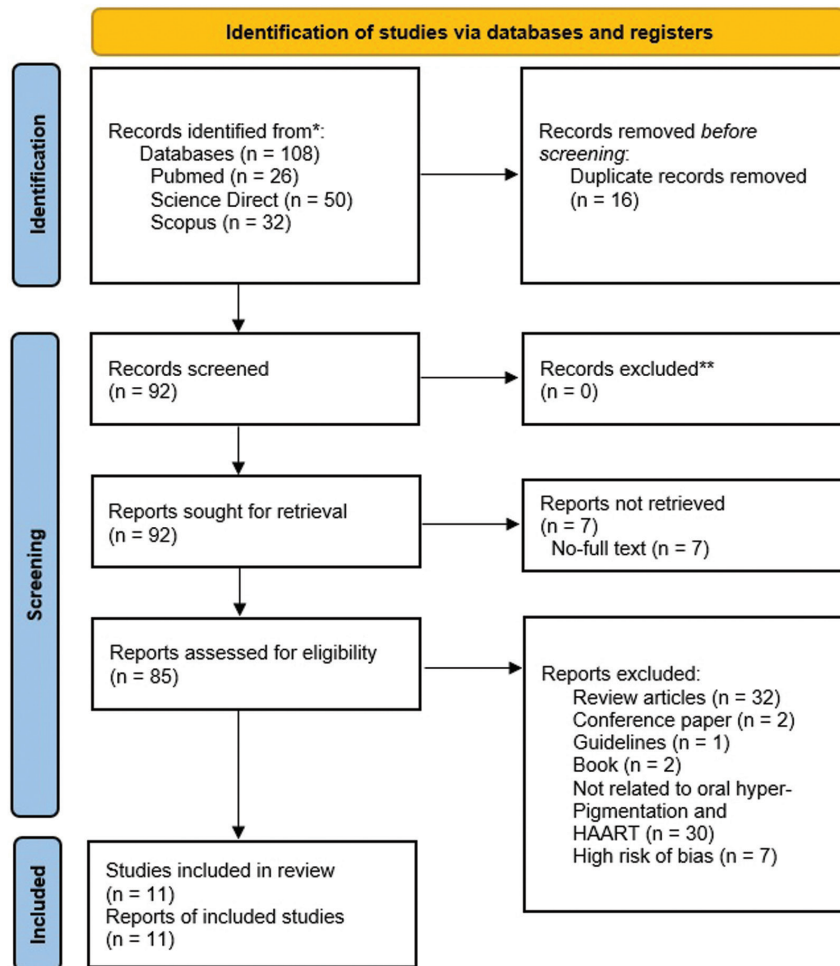 Identification of studies via databases and registers
Identification
Records identified from*:
Databases (n = 108)
Pubmed (n = 26)
Science Direct (n = 50)
Scopus (n = 32)
Records removed before
screening:
Duplicate records removed
(n = 16)
Screening
Records screened
(n = 92)
Records excluded**
(n = 0)
Reports sought for retrieval
(n = 92)
Reports not retrieved
(n = 7)
No-full text (n = 7)
Reports assessed for eligibility
(n = 85)
Reports excluded:
Review articles (n = 32)
Conference paper (n = 2)
Guidelines (n = 1)
Book (n = 2)
Not related to oral hyper-
Pigmentation and
HAART (n = 30)
High risk of bias (n = 7)
Included
Studies included in review
(n = 11)
Reports of included studies
(n = 11)